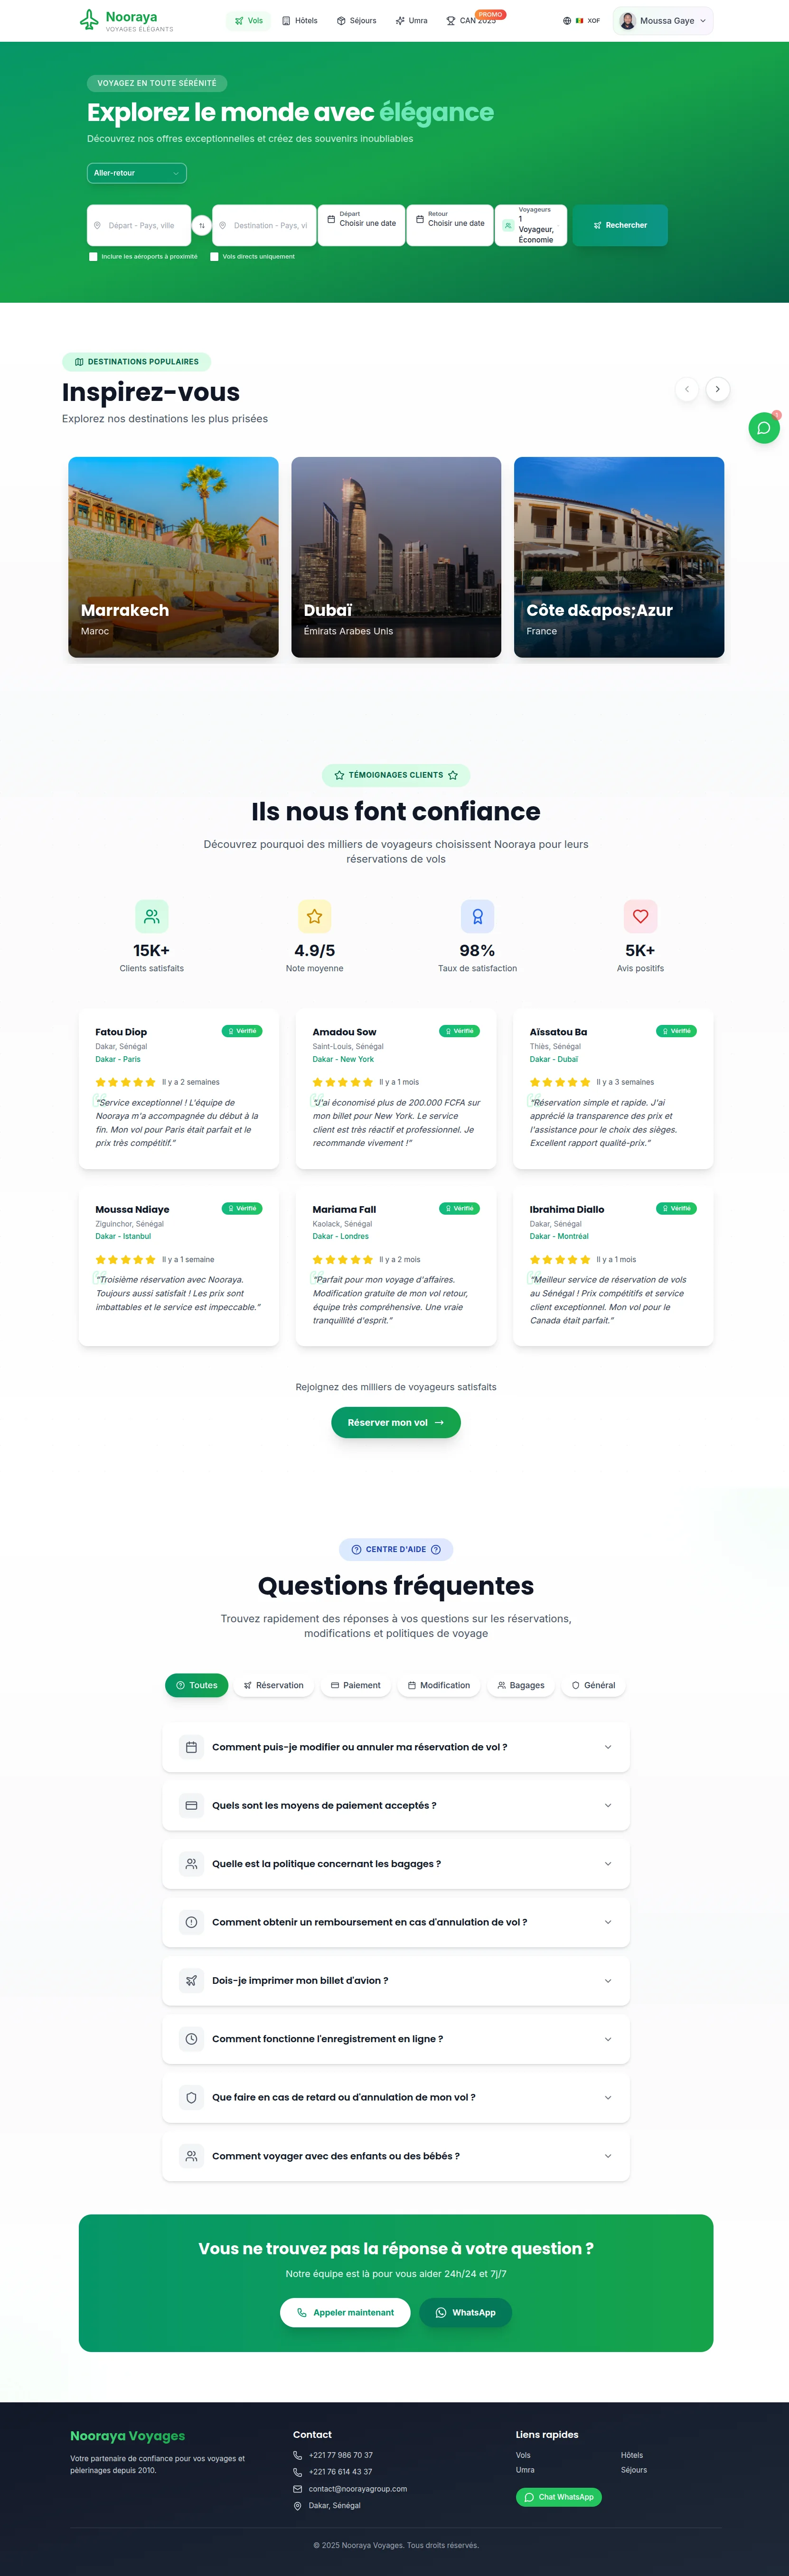 Nooraya
VOYAGES ÉLÉGANTS
Vols
Hôtels
Séjours
Umra
CAN 2025
PROMO
XOF
Moussa Gaye
VOYAGEZ EN TOUTE SÉRÉNITÉ
Explorez le monde avec élégance
Découvrez nos offres exceptionnelles et créez des souvenirs inoubliables
Aller-retour
Départ - Pays, ville
Destination - Pays, vi
Départ
Choisir une date
Retour
Choisir une date
Voyageurs
1
Voyageur,
Économie
Rechercher
Inclure les aéroports à proximité
Vols directs uniquement
DESTINATIONS POPULAIRES
Inspirez-vous
Explorez nos destinations les plus prisées
Marrakech
Maroc
Dubaï
Émirats Arabes Unis
Côte d&apos;Azur
France
TÉMOIGNAGES CLIENTS
Ils nous font confiance
Découvrez pourquoi des milliers de voyageurs choisissent Nooraya pour leurs
réservations de vols
15K+
Clients satisfaits
4.9/5
Note moyenne
98%
Taux de satisfaction
5K+
Avis positifs
Fatou Diop
Vérifié
Dakar, Sénégal
Dakar - Paris
Il y a 2 semaines
"Service exceptionnel ! L'équipe de
Nooraya m'a accompagnée du début à la
fin. Mon vol pour Paris était parfait et le
prix très compétitif."
Amadou Sow
Vérifié
Saint-Louis, Sénégal
Dakar - New York
Il y a 1 mois
"J'ai économisé plus de 200.000 FCFA sur
mon billet pour New York. Le service
client est très réactif et professionnel. Je
recommande vivement !"
Aïssatou Ba
Vérifié
Thiès, Sénégal
Dakar - Dubaï
Il y a 3 semaines
"Réservation simple et rapide. J'ai
apprécié la transparence des prix et
l'assistance pour le choix des sièges.
Excellent rapport qualité-prix."
Moussa Ndiaye
Vérifié
Ziguinchor, Sénégal
Dakar - Istanbul
Il y a 1 semaine
"Troisième réservation avec Nooraya.
Toujours aussi satisfait ! Les prix sont
imbattables et le service est impeccable."
Mariama Fall
Vérifié
Kaolack, Sénégal
Dakar - Londres
Il y a 2 mois
"Parfait pour mon voyage d'affaires.
Modification gratuite de mon vol retour,
équipe très compréhensive. Une vraie
tranquillité d'esprit."
Ibrahima Diallo
Vérifié
Dakar, Sénégal
Dakar - Montréal
Il y a 1 mois
"Meilleur service de réservation de vols
au Sénégal ! Prix compétitifs et service
client exceptionnel. Mon vol pour le
Canada était parfait."
Rejoignez des milliers de voyageurs satisfaits
Réserver mon vol
CENTRE D'AIDE
Questions fréquentes
Trouvez rapidement des réponses à vos questions sur les réservations,
modifications et politiques de voyage
Toutes
Réservation
Paiement
Modification
Bagages
Général
Comment puis-je modifier ou annuler ma réservation de vol ?
Quels sont les moyens de paiement acceptés ?
Quelle est la politique concernant les bagages ?
Comment obtenir un remboursement en cas d'annulation de vol ?
Dois-je imprimer mon billet d'avion ?
Comment fonctionne l'enregistrement en ligne ?
Que faire en cas de retard ou d'annulation de mon vol ?
Comment voyager avec des enfants ou des bébés ?
Vous ne trouvez pas la réponse à votre question ?
Notre équipe est là pour vous aider 24h/24 et 7j/7
Appeler maintenant
WhatsApp
Nooraya Voyages
Votre partenaire de confiance pour vos voyages et
pèlerinages depuis 2010.
Contact
+221 77 986 70 37
+221 76 614 43 37
contact@noorayagroup.com
Dakar, Sénégal
Liens rapides
Vols
Hôtels
Umra
Séjours
Chat WhatsApp
© 2025 Nooraya Voyages. Tous droits réservés.